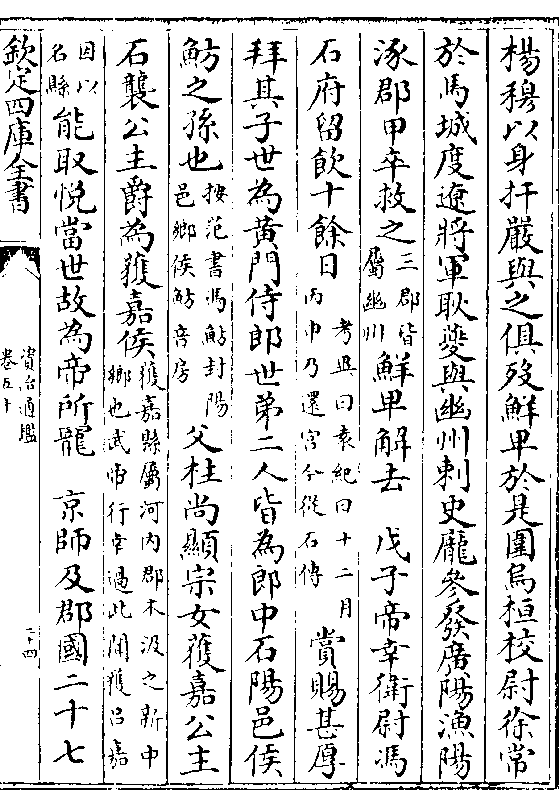 楊穆以身扞嚴與之俱歿鮮卑於是圍烏桓校尉徐常
於馬城度遼將軍耿夔與幽州刺史龎參發廣陽漁陽
涿郡甲卒救之三郡皆屬幽州鮮卑解去　戊子帝幸衛尉馮
石府留飲十餘日考異曰袁紀曰十二月丙申乃還宫今從石傳賞賜甚厚
拜其子世為黄門侍郎世弟二人皆為郎中石陽邑侯
魴之孫也按范書馮魴封陽邑鄉侯魴音房父柱尚顯宗女獲嘉公主
石襲公主爵為獲嘉侯獲嘉縣屬河内郡本汲之新中鄉也武帝行幸過此聞獲吕嘉
因以名縣能取悦當世故為帝所寵　京師及郡國二十七
欽定四庫全書
資治通鑑
卷五十
二十四